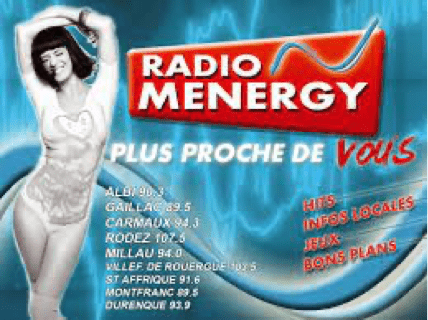 RADIO
MENERGY
PLUS PROCHE DE VOUS
ALBI 90.3
GAILLAC 89.5
CARMAUX 94.3
RODEZ 107.5
MILLAU 94.0
VILLEF. DE ROUERGUE 103.5
ST AFFRIQUE 91.6
MONTFRANC 89.5
DURENQUE 93.9
HITS
INFOS LOCALES
JEUX
BONS PLANS